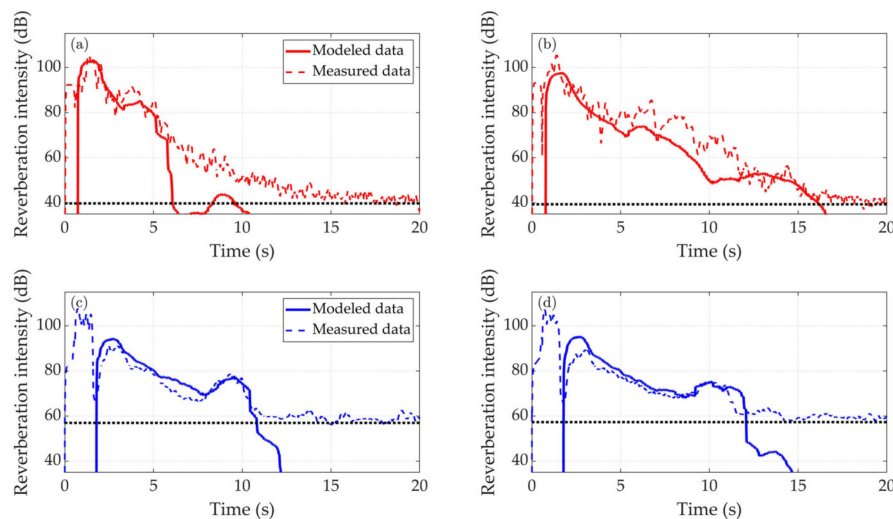 (a)
Modeled data
Measured data
Reverberation intensity (dB)
100
80
60
40
0 5 10 15 20
Time (s)
(b)
Reverberation intensity (dB)
100
80
60
40
0 5 10 15 20
Time (s)
(c)
Modeled data
Measured data
Reverberation intensity (dB)
100
80
60
40
0 5 10 15 20
Time (s)
(d)
Reverberation intensity (dB)
100
80
60
40
0 5 10 15 20
Time (s)